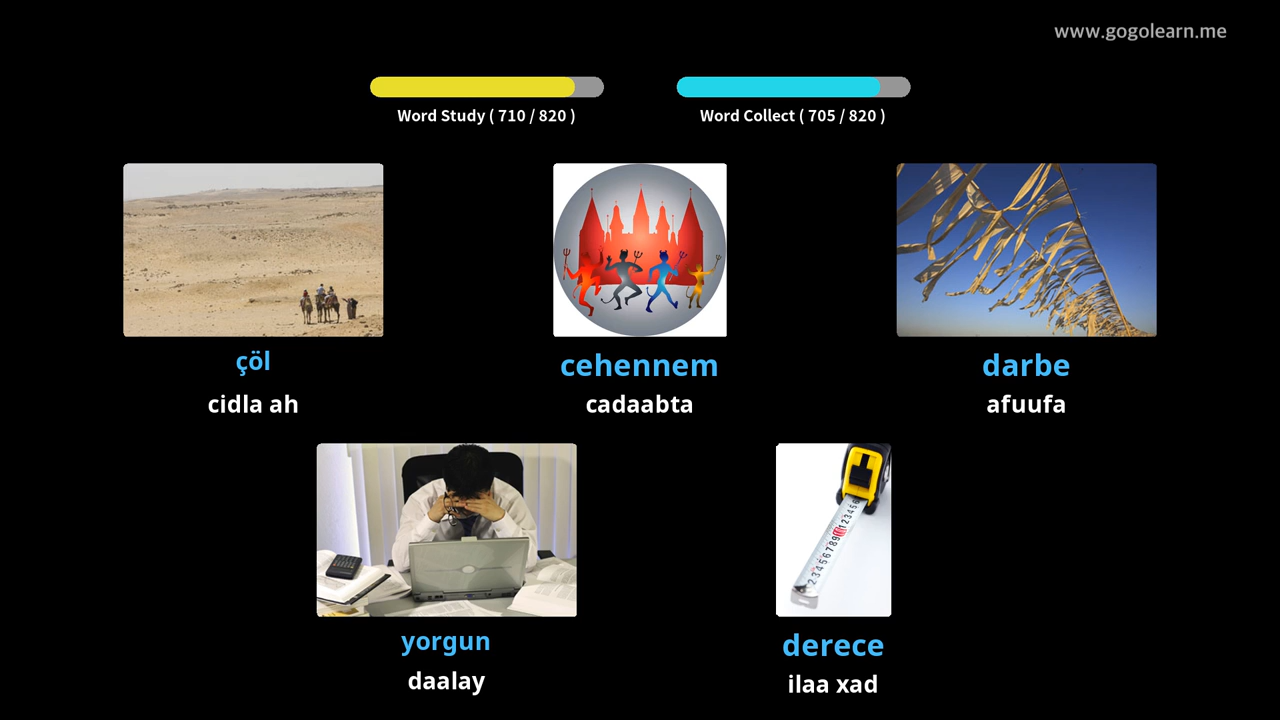 www.gogolearn.me
Word Study ( 710 / 820 )
Word Collect ( 705 / 820 )
çöl
cidla ah
cehennem
cadaabta
darbe
afuufa
yorgun
daalay
derece
ilaa xad